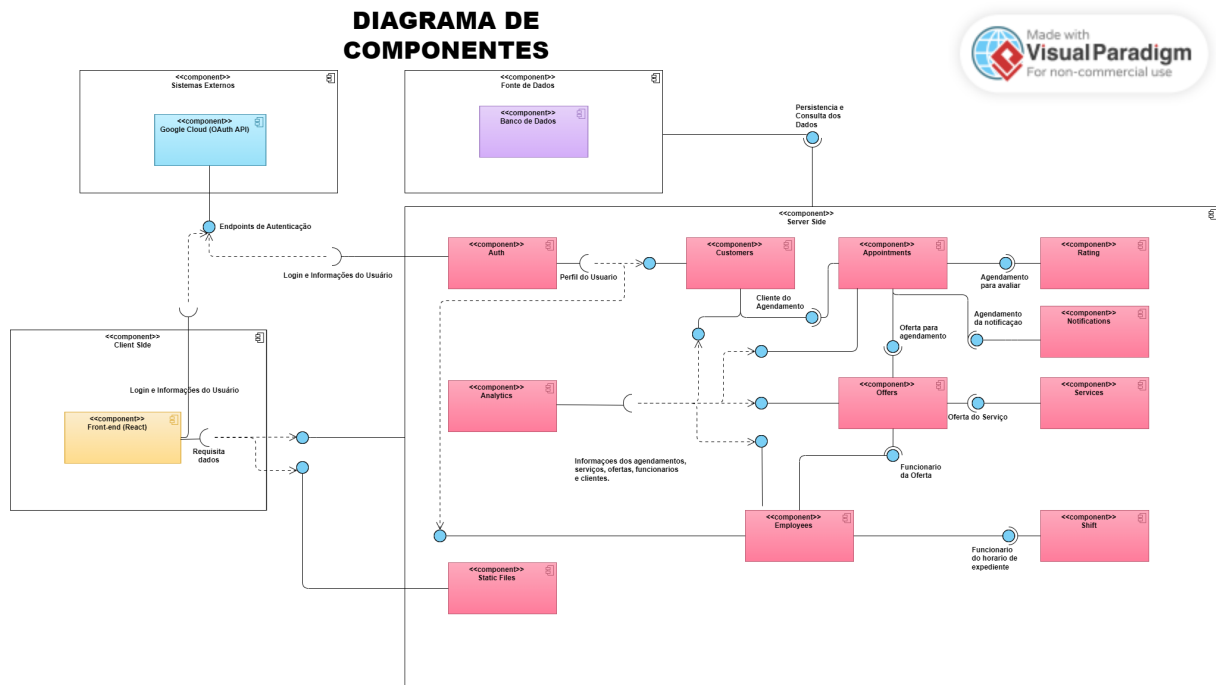 DIAGRAMA DE
COMPONENTES
Made with
Visual Paradigm
For non-commercial use
<<component>>
Sistemas Externos
<<component>>
Google Cloud (OAuth API)
<<component>>
Fonte de Dados
<<component>>
Banco de Dados
Persistencia e
Consulta dos
Dados
Endpoints de Autenticação
Login e Informações do Usuário
<<component>>
Server Side
<<component>>
Auth
Perfil do Usuario
<<component>>
Customers
<<component>>
Appointments
<<component>>
Rating
Agendamento
para avaliar
Cliente do
Agendamento
Oferta para
agendamento
Agendamento
da notificaçao
<<component>>
Notifications
<<component>>
Client SIde
Login e Informações do Usuário
<<component>>
Front-end (React)
Requisita
dados
<<component>>
Analytics
<<component>>
Offers
Oferta do Serviço
<<component>>
Services
Informaçoes dos agendamentos,
serviços, ofertas, funcionarios
e clientes.
Funcionario
da Oferta
<<component>>
Employees
<<component>>
Shift
Funcionario
do horario de
expediente
<<component>>
Static Files